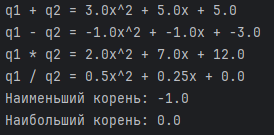 q1 + q2 = 3.0x^2 + 5.0x + 5.0
q1 - q2 = -1.0x^2 + -1.0x + -3.0
q1 * q2 = 2.0x^2 + 7.0x + 12.0
q1 / q2 = 0.5x^2 + 0.25x + 0.0
Наименьший корень: -1.0
Наибольший корень: 0.0